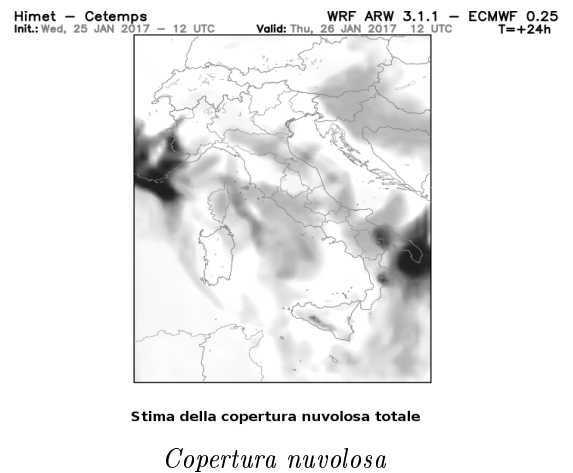 Himet − Cetemps WRF ARW 3.1.1 − ECMWF 0.25
Init.: Wed, 25 JAN 2017 − 12 UTC Valid: Thu, 26 JAN 2017 12 UTC T=+24h
Stima della copertura nuvolosa totale
Copertura nuvolosa